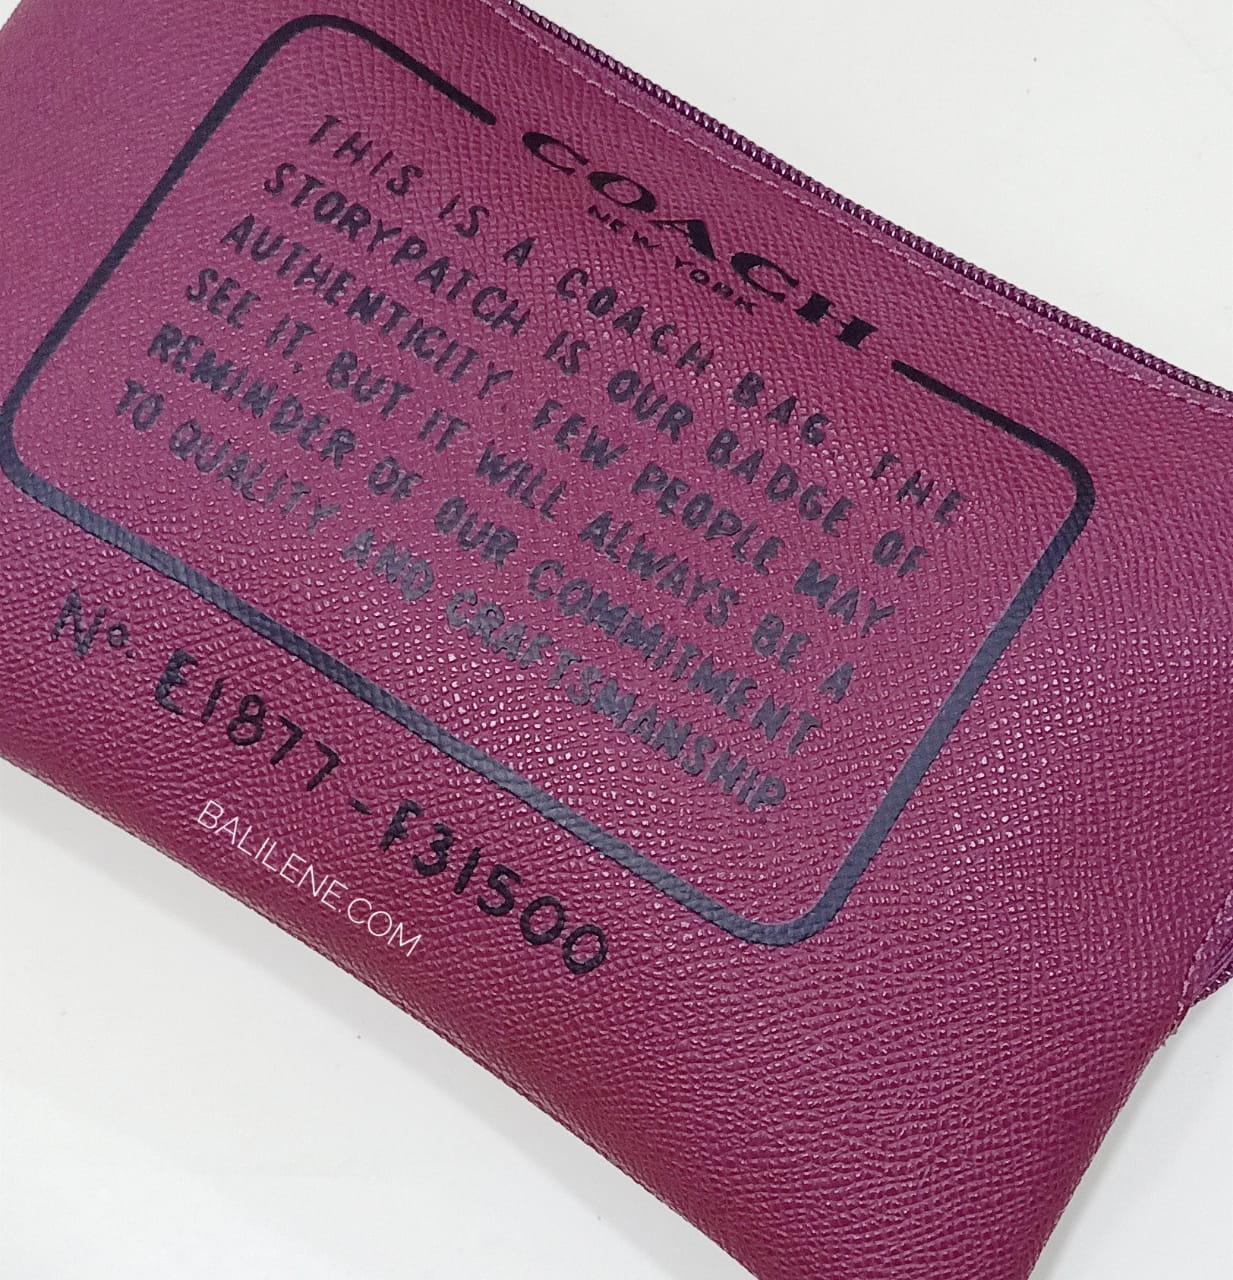 COACH
NEW YORK
THIS IS A COACH BAG. THE
STORYPATCH IS OUR BADGE OF
AUTHENTICITY. FEW PEOPLE MAY
SEE IT, BUT IT WILL ALWAYS BE A
REMINDER OF OUR COMMITMENT
TO QUALITY AND CRAFTSMANSHIP
No. E1877-F31500
BALILENE.COM